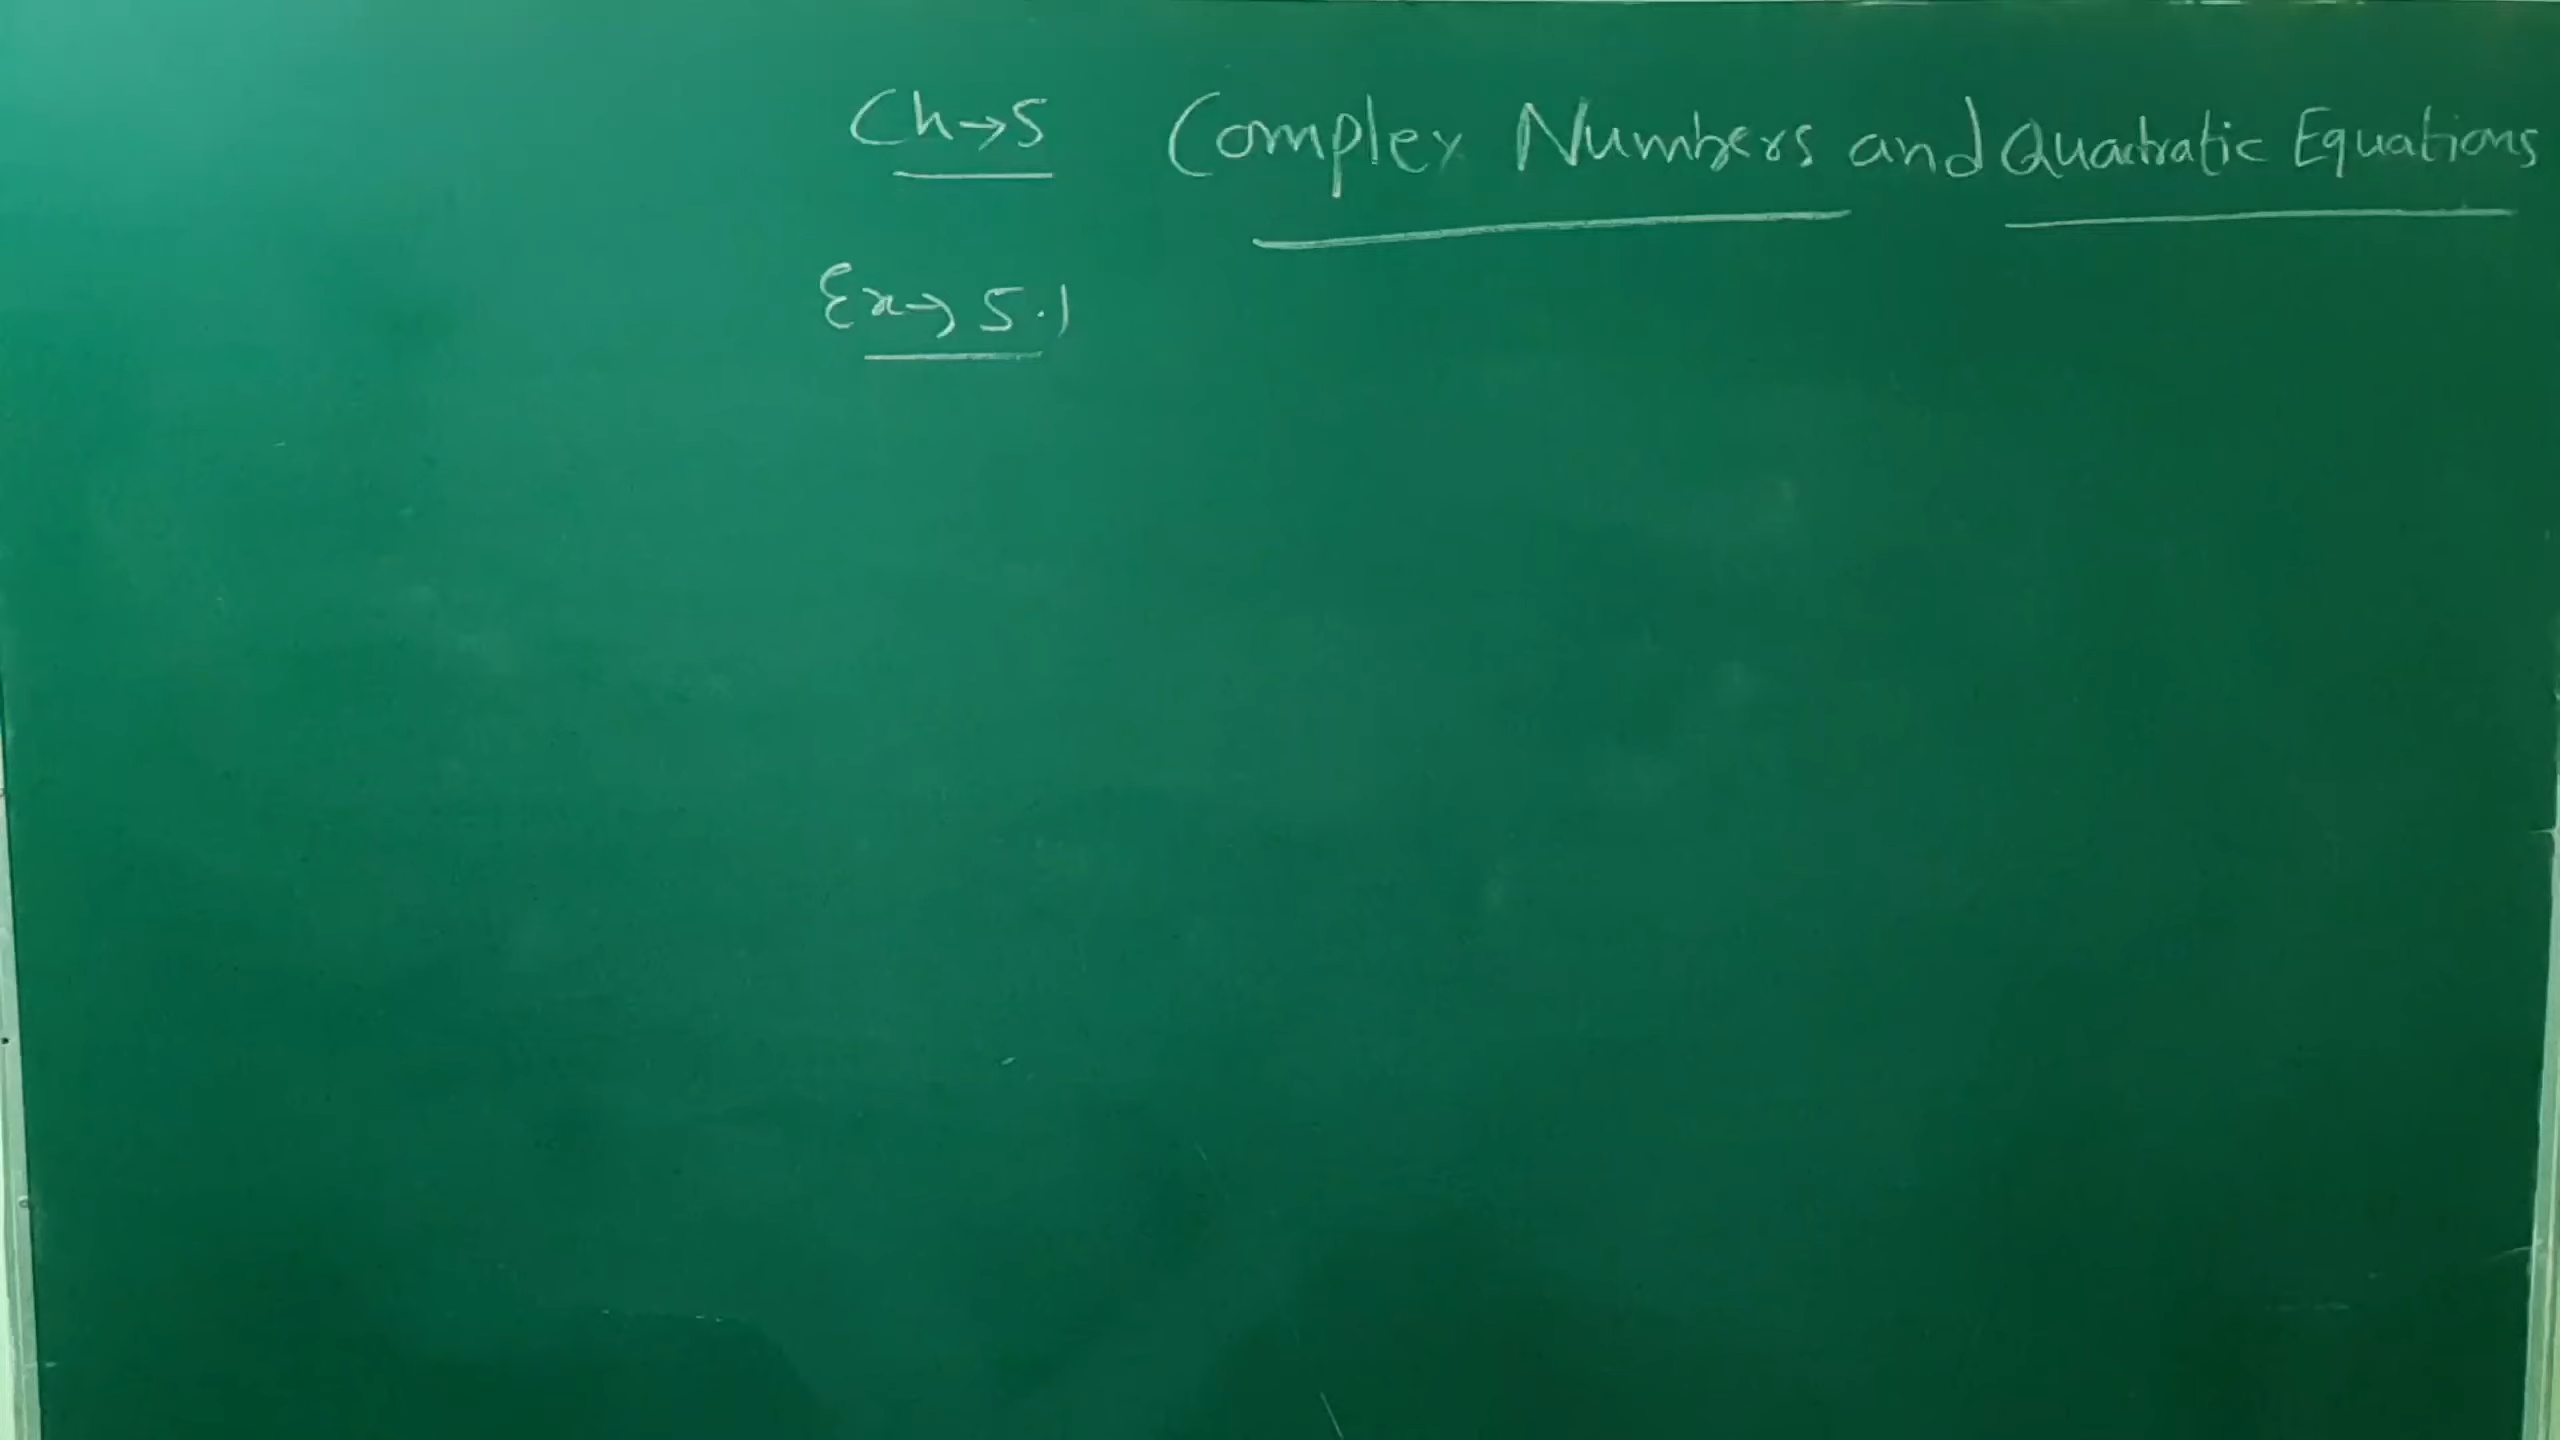 Ch→5 Complex Numbers and Quadratic Equations
Ex→5.1